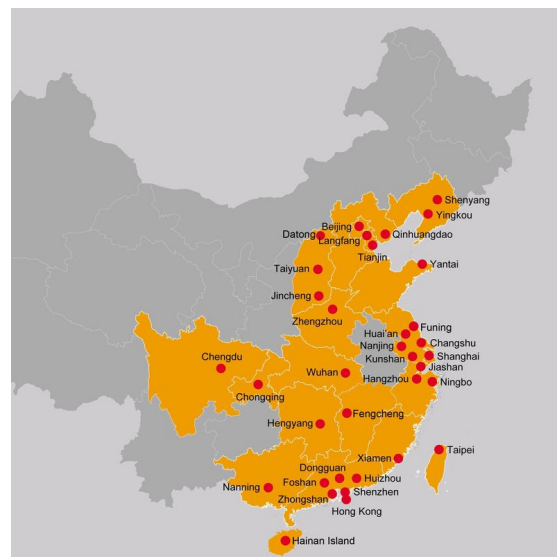 Shenyang
Yingkou
Beijing
Datong
Langfang
Qinhuangdao
Tianjin
Taiyuan
Yantai
Jincheng
Zhengzhou
Funing
Huai'an
Changshu
Nanjing
Kunshan
Shanghai
Jiashan
Chengdu
Wuhan
Hangzhou
Ningbo
Chongqing
Fengcheng
Hengyang
Taipei
Xiamen
Dongguan
Huizhou
Foshan
Nanning
Shenzhen
Zhongshan
Hong Kong
Hainan Island